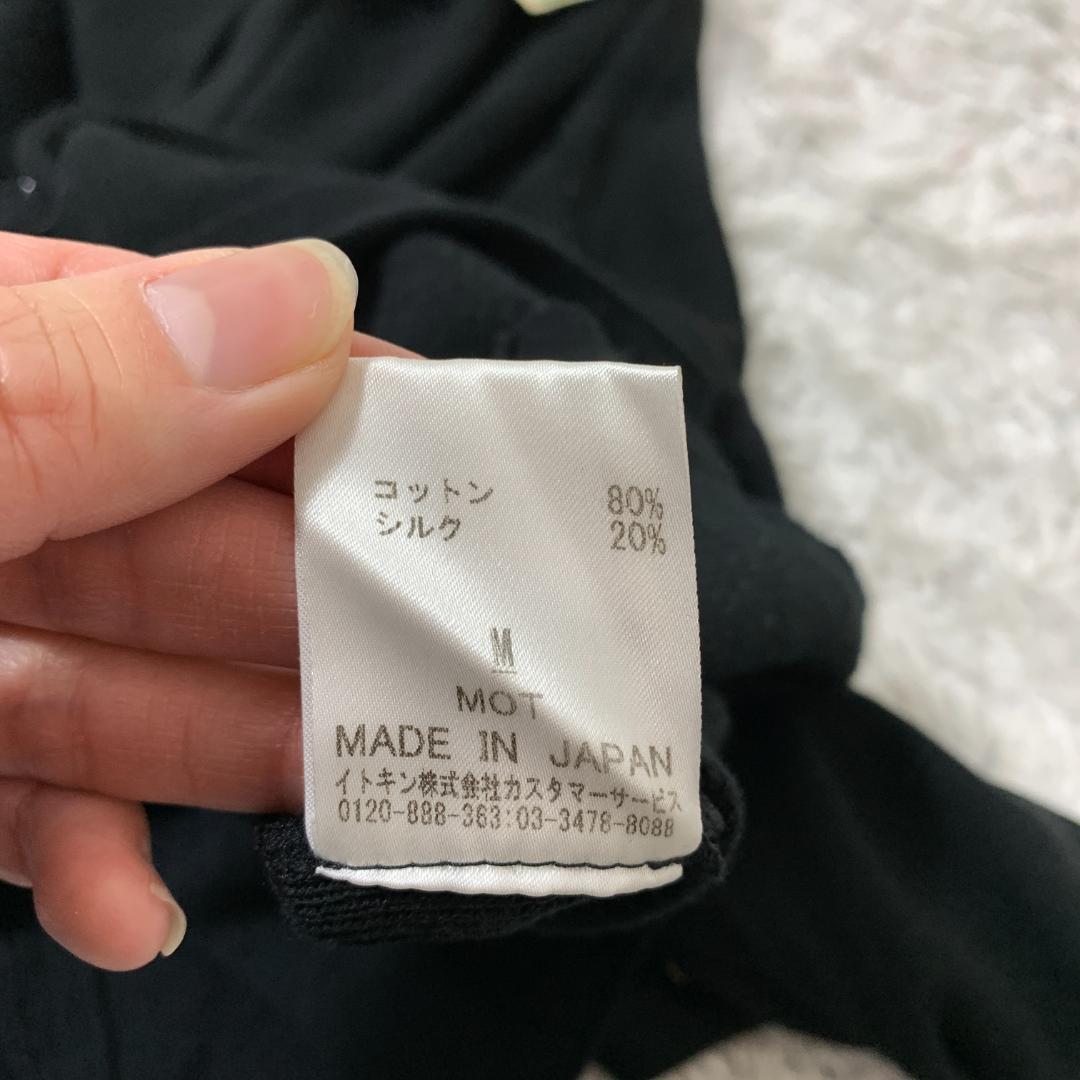 コットン 80%
シルク 20%
M
MOT
MADE IN JAPAN
イトキン株式会社カスタマーサービス
0120-888-363:03-3478-8088